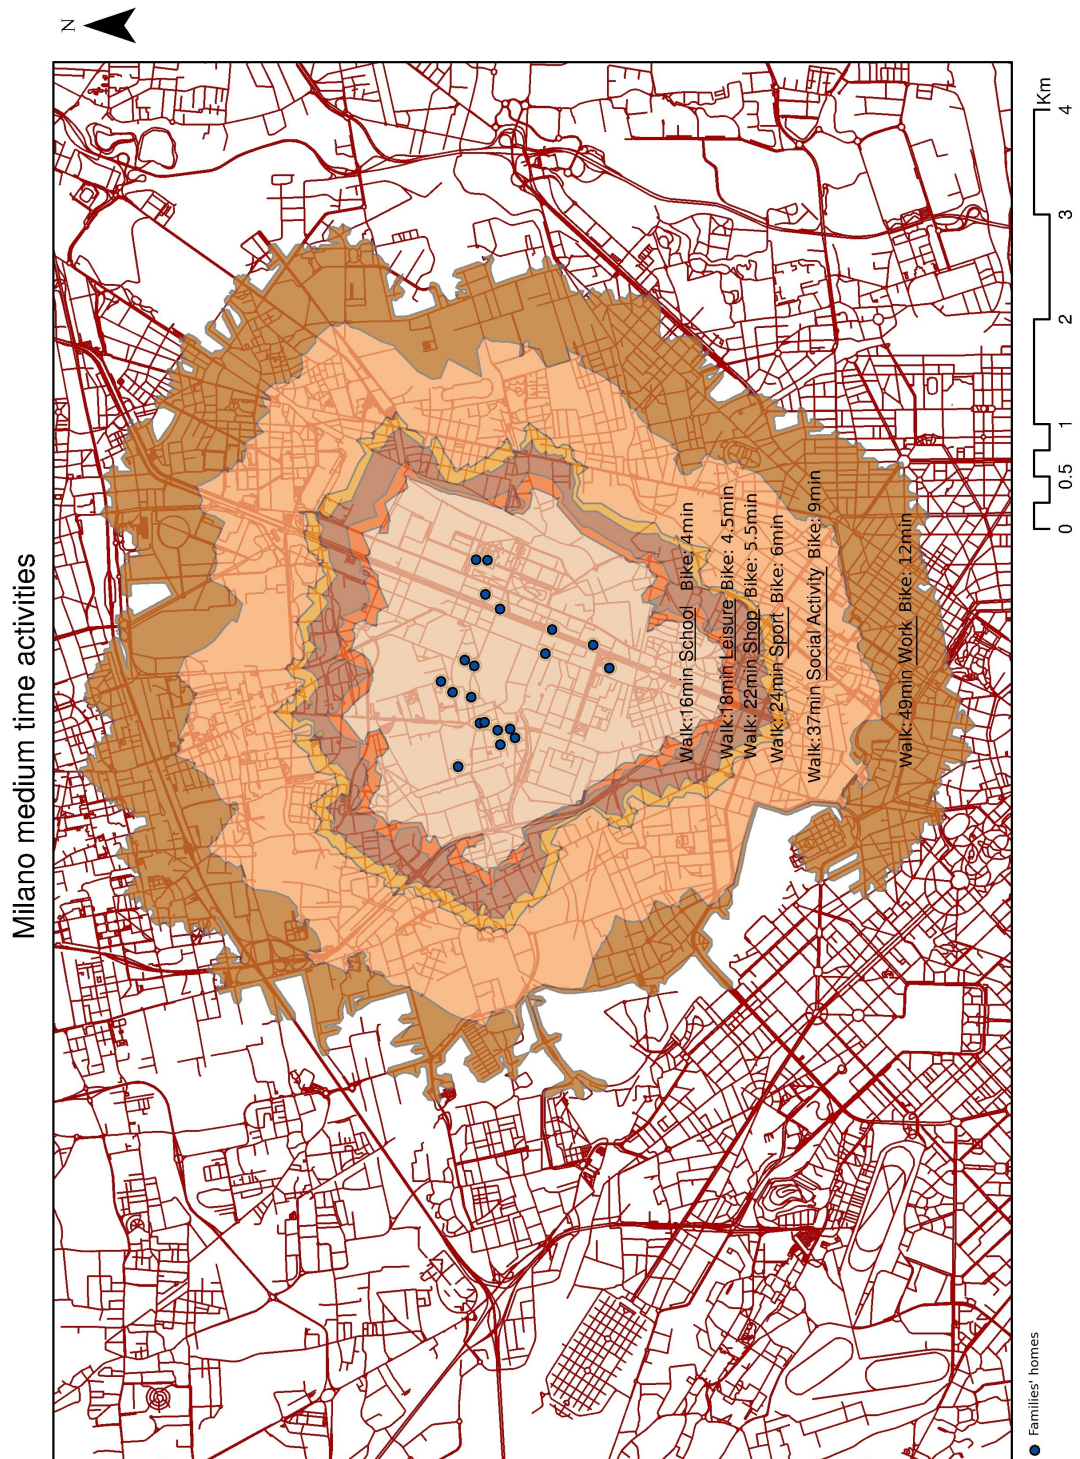 Milano medium time activities
N
Walk:16min School Bike: 4min
Walk:18min Leisure Bike: 4.5min
Walk: 22min Shop Bike: 5.5min
Walk: 24min Sport Bike: 6min
Walk:37min Social Activity Bike: 9min
Walk:49min Work Bike: 12min
Families' homes
0 0.5 1 2 3 4
Km